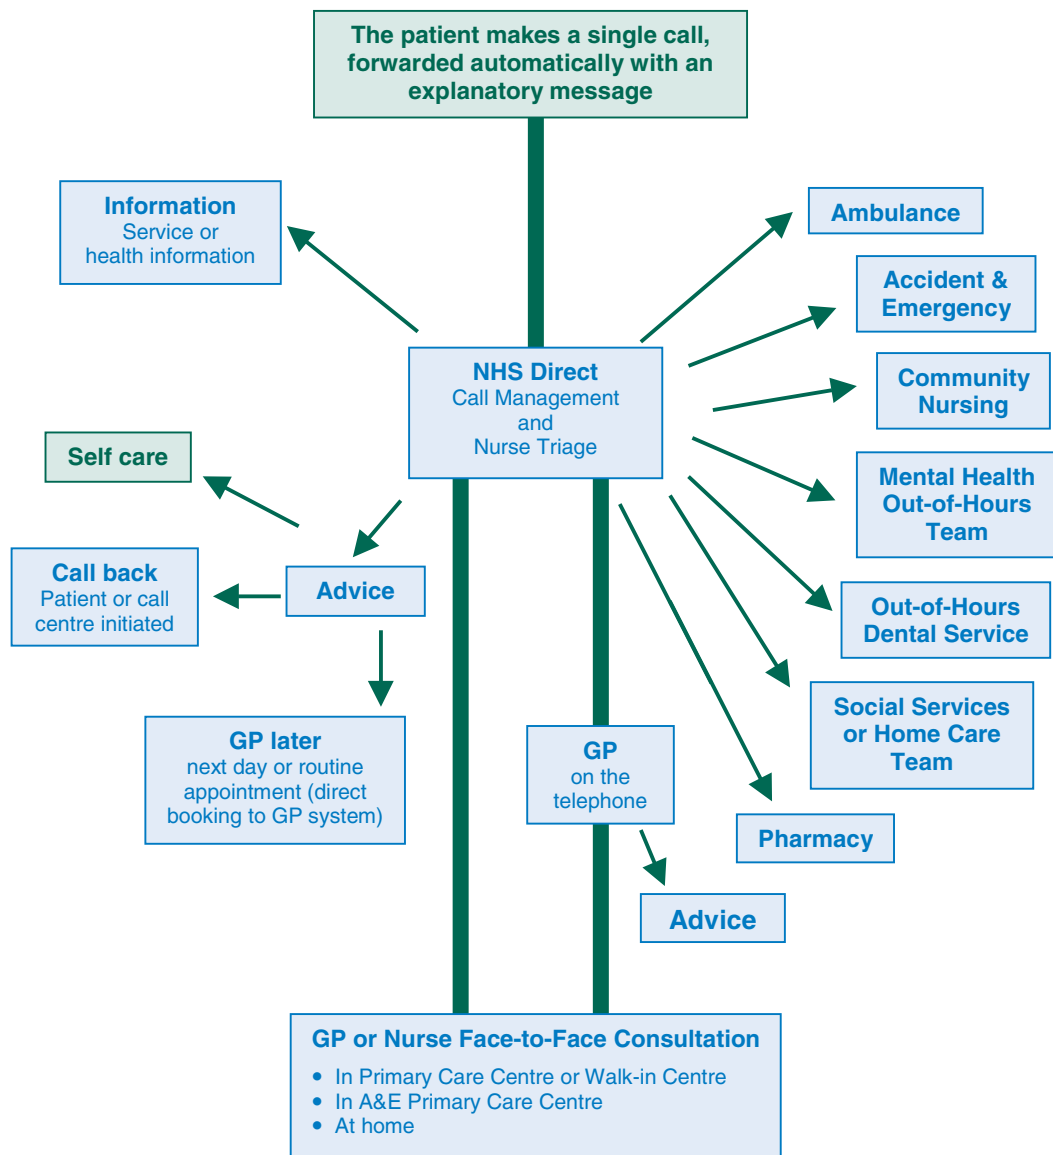 The patient makes a single call,
forwarded automatically with an
explanatory message
Information
Service or
health information
Ambulance
Accident &
Emergency
NHS Direct
Call Management
and
Nurse Triage
Community
Nursing
Self care
Mental Health
Out-of-Hours
Team
Call back
Patient or call
centre initiated
Advice
Out-of-Hours
Dental Service
GP later
next day or routine
appointment (direct
booking to GP system)
GP
on the
telephone
Social Services
or Home Care
Team
Pharmacy
Advice
GP or Nurse Face-to-Face Consultation
• In Primary Care Centre or Walk-in Centre
• In A&E Primary Care Centre
• At home